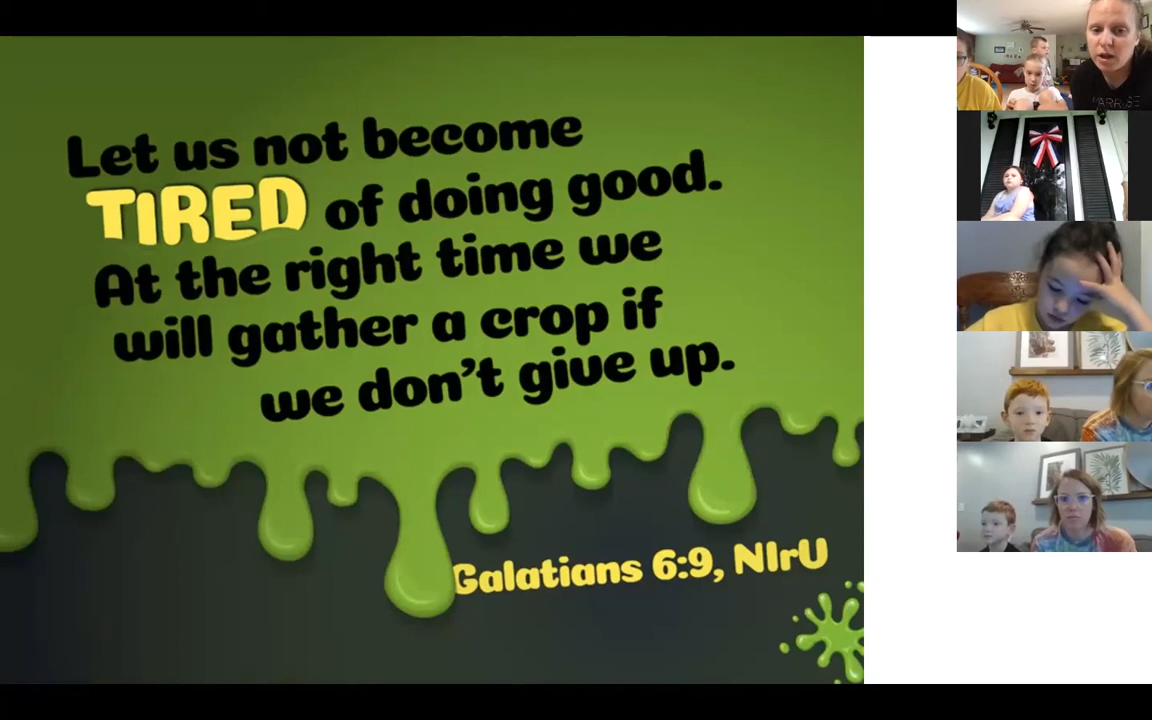 Let us not become
TIRED of doing good.
At the right time we
will gather a crop if
we don't give up.
Galatians 6:9, NIrU